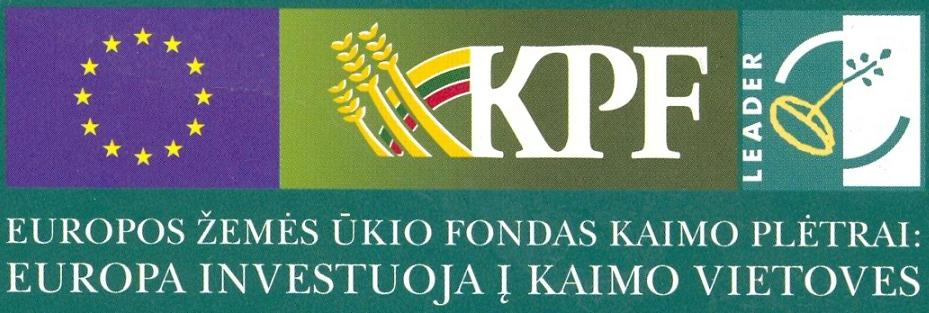 KPF
LEADER
EUROPOS ŽEMĖS ŪKIO FONDAS KAIMO PLĖTRAI:
EUROPA INVESTUOJA Į KAIMO VIETOVES